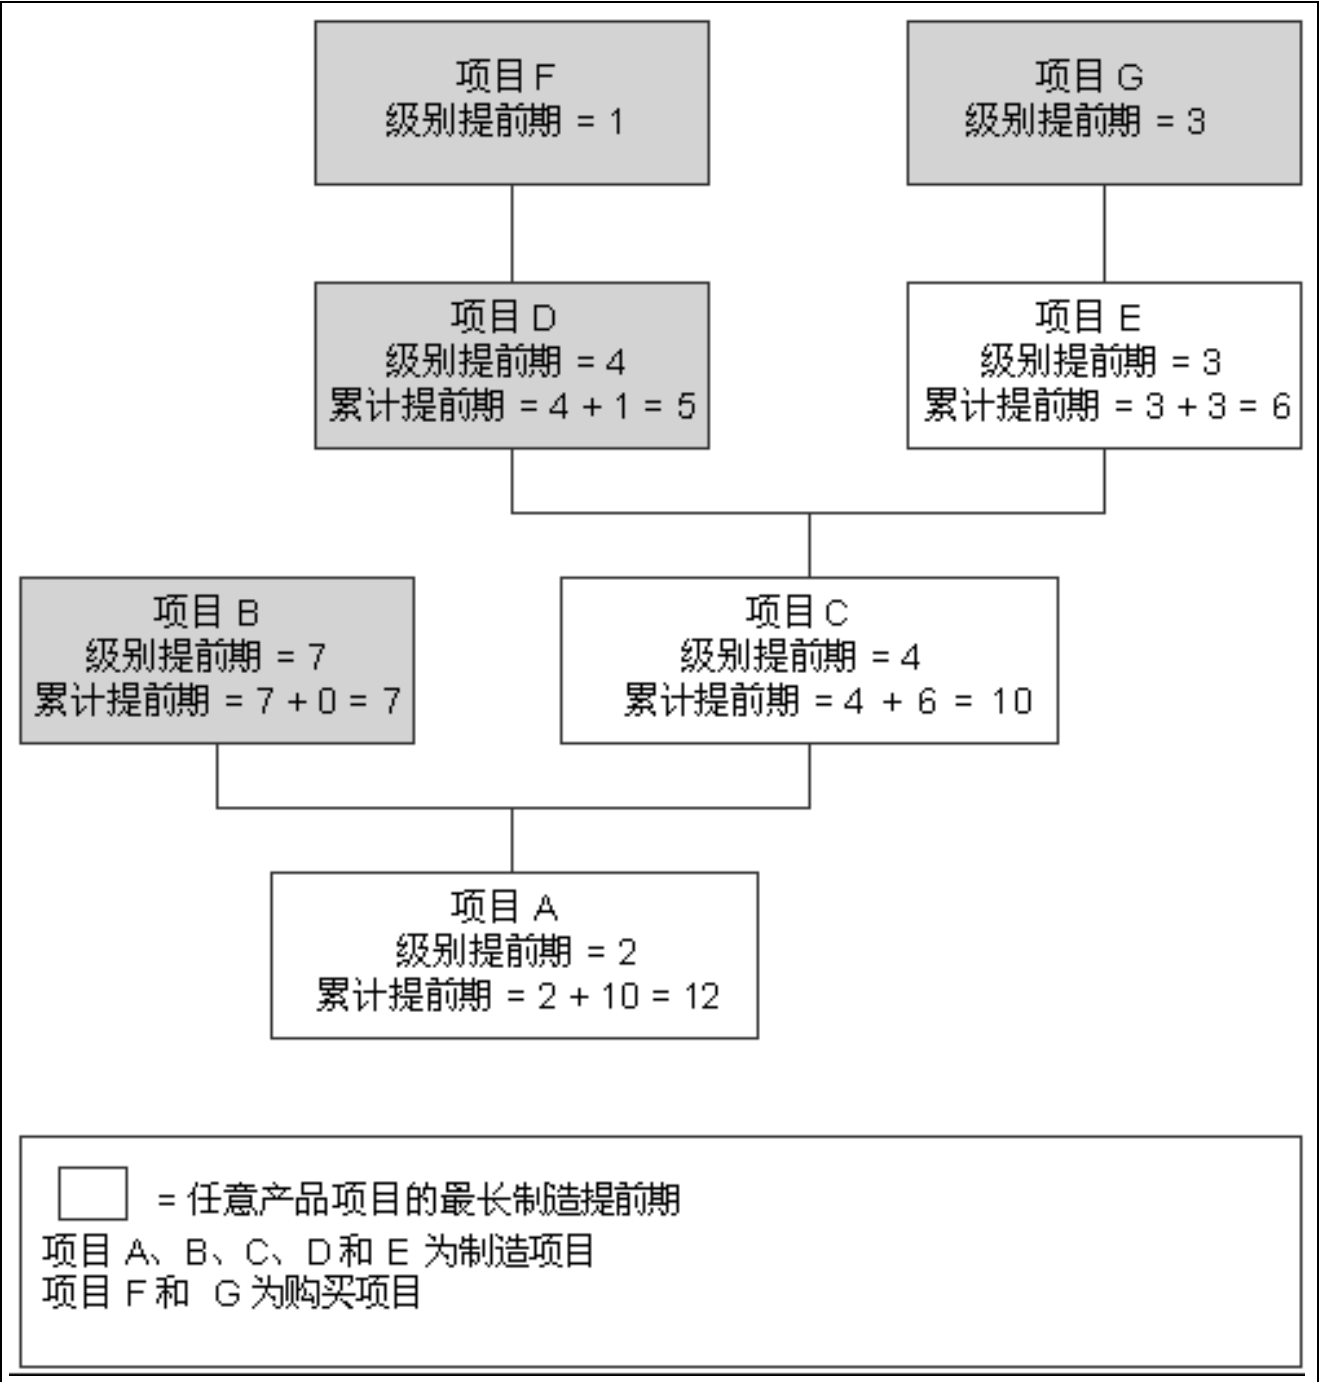 项目 F
级别提前期 = 1
项目 G
级别提前期 = 3
项目 D
级别提前期 = 4
累计提前期 = 4 + 1 = 5
项目 E
级别提前期 = 3
累计提前期 = 3 + 3 = 6
项目 B
级别提前期 = 7
累计提前期 = 7 + 0 = 7
项目 C
级别提前期 = 4
累计提前期 = 4 + 6 = 10
项目 A
级别提前期 = 2
累计提前期 = 2 + 10 = 12
= 任意产品项目的最长制造提前期
项目 A、B、C、D 和 E 为制造项目
项目 F 和 G 为购买项目